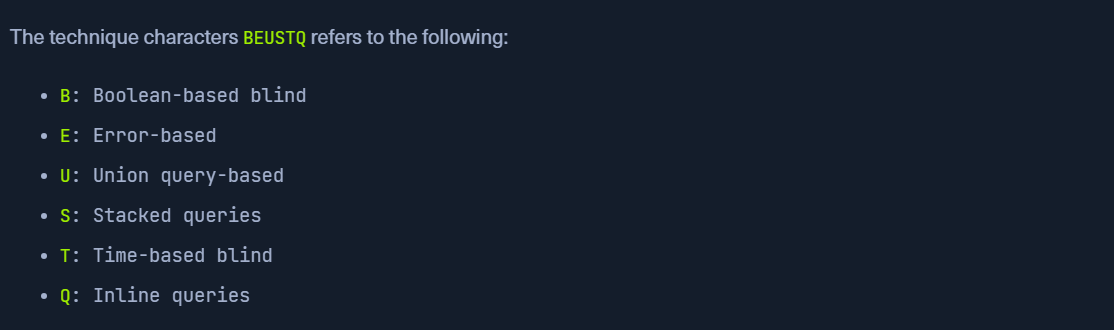 The technique characters BEUSTQ refers to the following:
• B: Boolean-based blind
• E: Error-based
• U: Union query-based
• S: Stacked queries
• T: Time-based blind
• Q: Inline queries